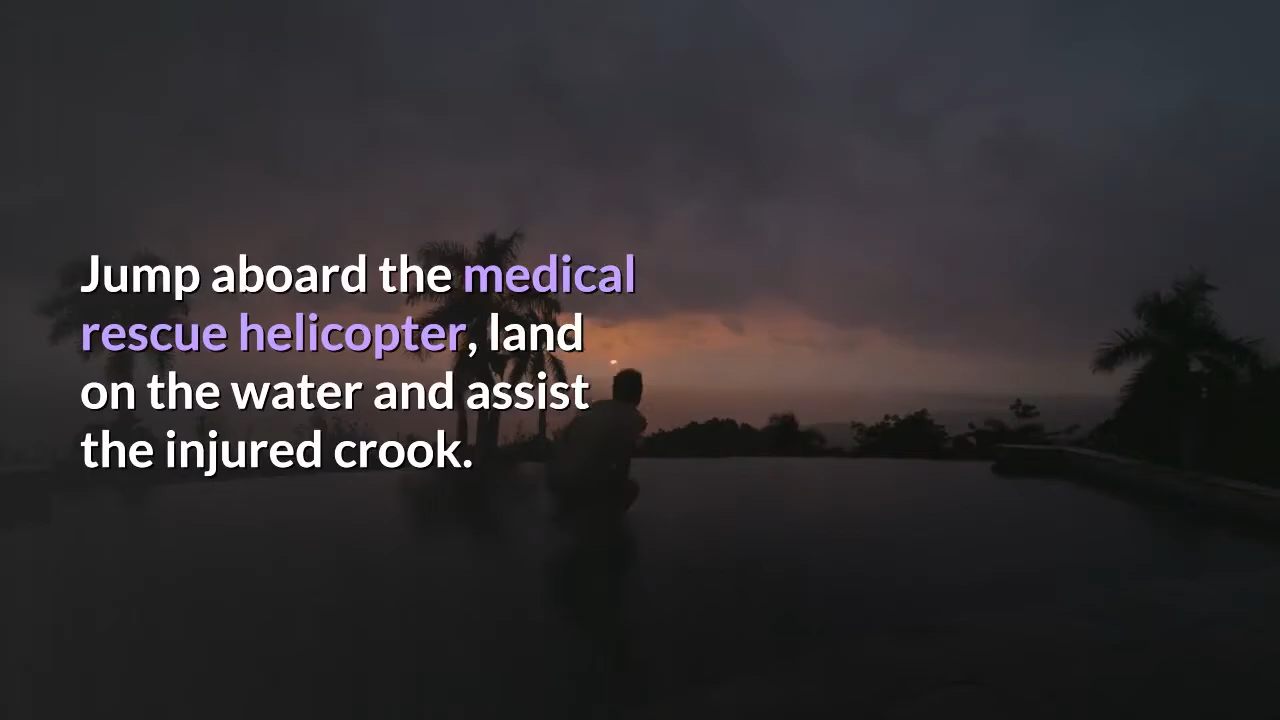 Jump aboard the medical
rescue helicopter, land
on the water and assist
the injured crook.